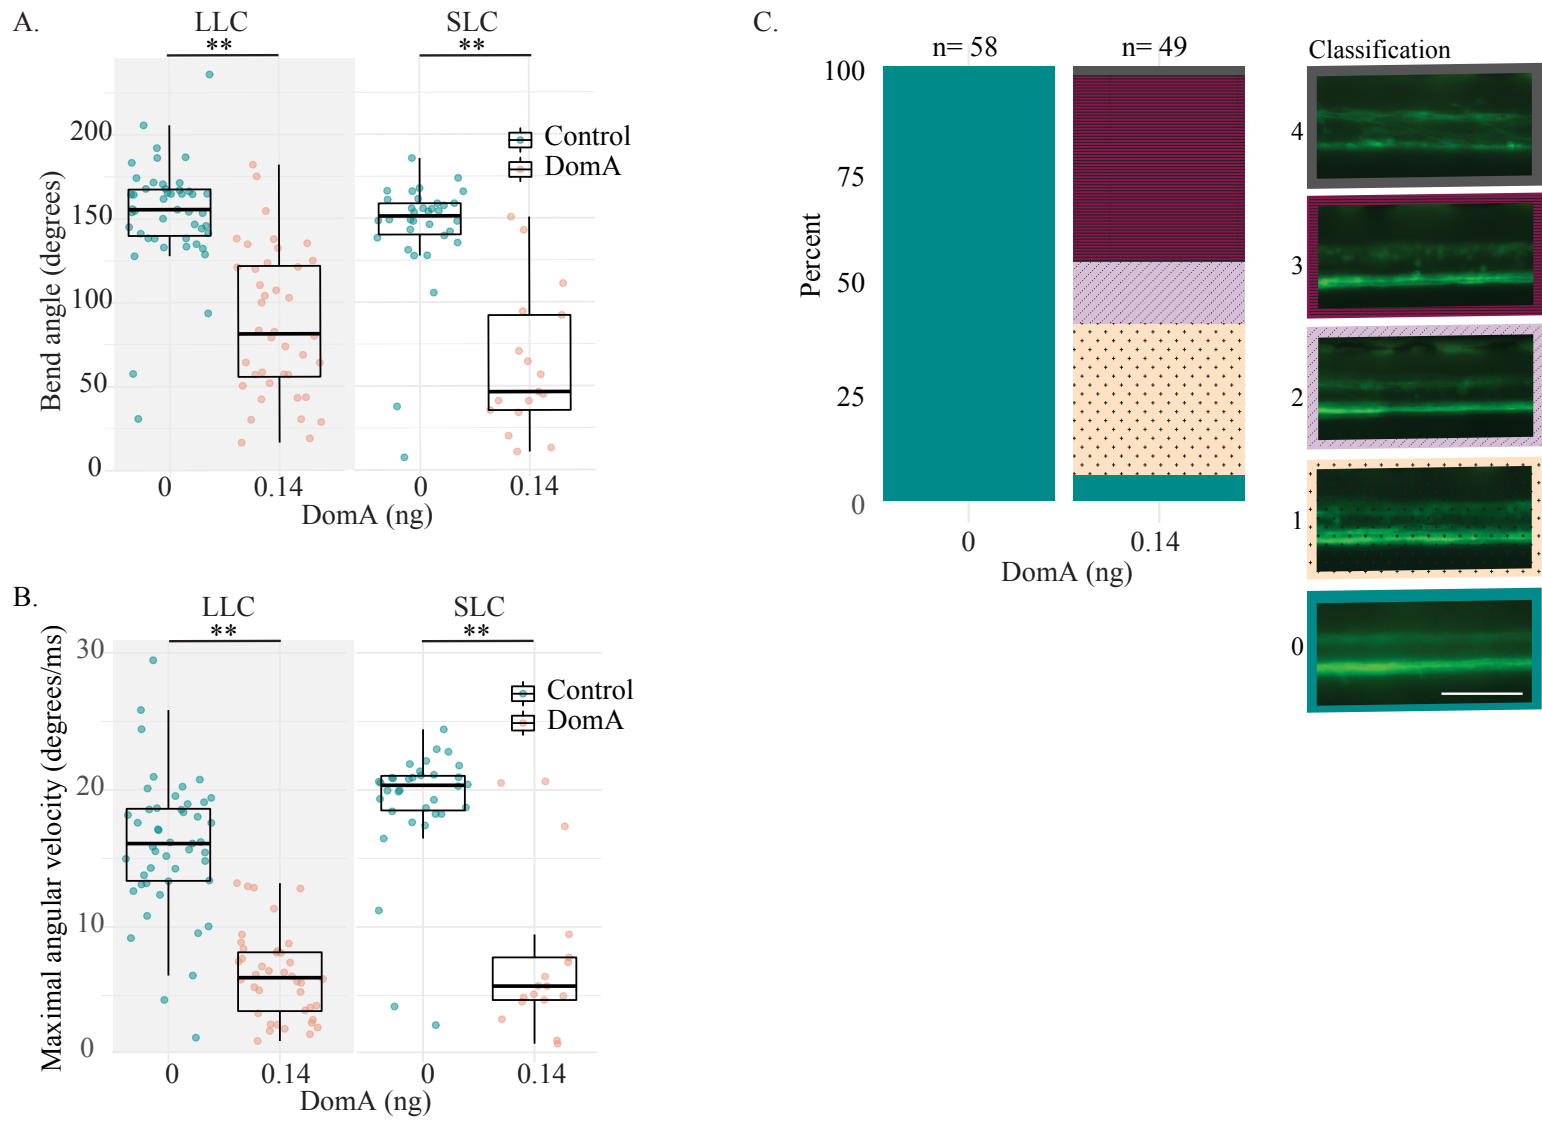 A.
LLC
SLC
**
**
200
150
100
50
0
Bend angle (degrees)
Control
DomA
0
0.14
0
0.14
DomA (ng)
B.
LLC
SLC
**
**
30
20
10
0
Maximal angular velocity (degrees/ms)
Control
DomA
0
0.14
0
0.14
DomA (ng)
C.
n= 58
n= 49
100
75
50
25
0
Percent
0
0.14
DomA (ng)
Classification
4
3
2
1
0